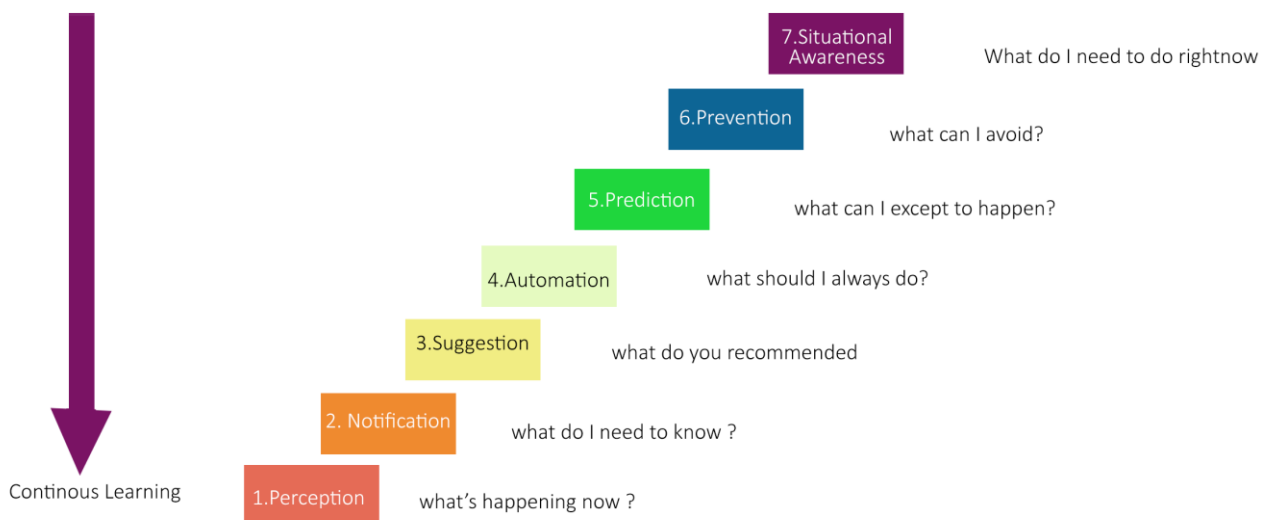 7.Situational
Awareness
What do I need to do rightnow
6.Prevention
what can I avoid?
5.Prediction
what can I except to happen?
4.Automation
what should I always do?
3.Suggestion
what do you recommended
2. Notification
what do I need to know ?
Continous Learning
1.Perception
what's happening now ?